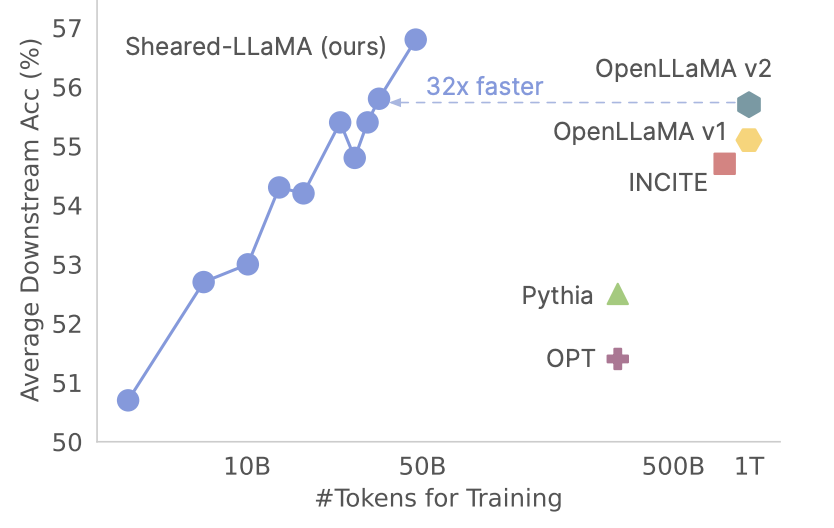 57
56
55
54
53
52
51
50
Average Downstream Acc (%)
Sheared-LLaMA (ours)
32x faster
OpenLLaMA v2
OpenLLaMA v1
INCITE
Pythia
OPT
10B 50B 500B 1T
#Tokens for Training